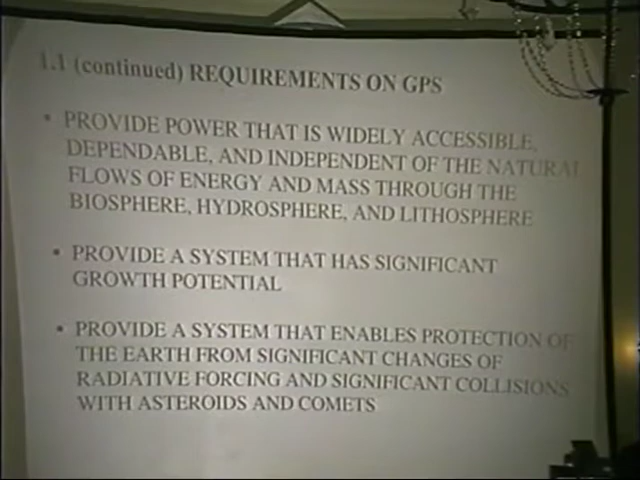 1.1 (continued) REQUIREMENTS ON GPS
• PROVIDE POWER THAT IS WIDELY ACCESSIBLE,
DEPENDABLE, AND INDEPENDENT OF THE NATURAL
FLOWS OF ENERGY AND MASS THROUGH THE
BIOSPHERE, HYDROSPHERE, AND LITHOSPHERE
• PROVIDE A SYSTEM THAT HAS SIGNIFICANT
GROWTH POTENTIAL
• PROVIDE A SYSTEM THAT ENABLES PROTECTION OF
THE EARTH FROM SIGNIFICANT CHANGES OF
RADIATIVE FORCING AND SIGNIFICANT COLLISIONS
WITH ASTEROIDS AND COMETS